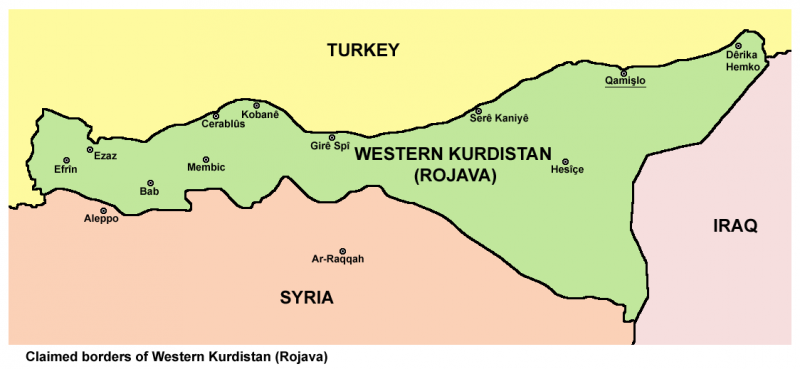 TURKEY
Dêrika
Hemko
Qamişlo
Kobanê
Cerablûs
Serê Kaniyê
Girê Spî
Ezaz
Efrîn
Membic
WESTERN KURDISTAN
(ROJAVA)
Hesîçe
Bab
Aleppo
IRAQ
Ar-Raqqah
SYRIA
Claimed borders of Western Kurdistan (Rojava)